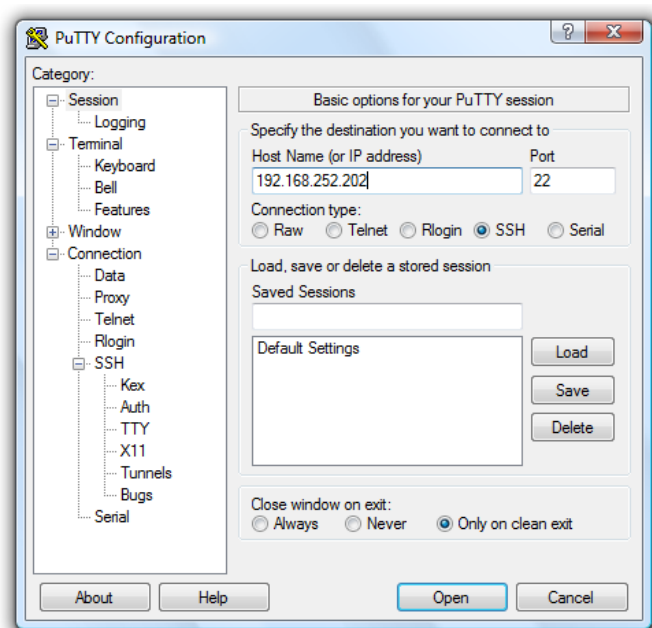 PuTTY Configuration
?
Category:
Session
Logging
Terminal
Keyboard
Bell
Features
Window
Connection
Data
Proxy
Telnet
Rlogin
SSH
Kex
Auth
TTY
X11
Tunnels
Bugs
Serial
Basic options for your PuTTY session
Specify the destination you want to connect to
Host Name (or IP address) Port
192.168.252.202 22
Connection type:
Raw Telnet Rlogin SSH Serial
Load, save or delete a stored session
Saved Sessions
Default Settings
Load
Save
Delete
Close window on exit:
Always Never Only on clean exit
About Help Open Cancel